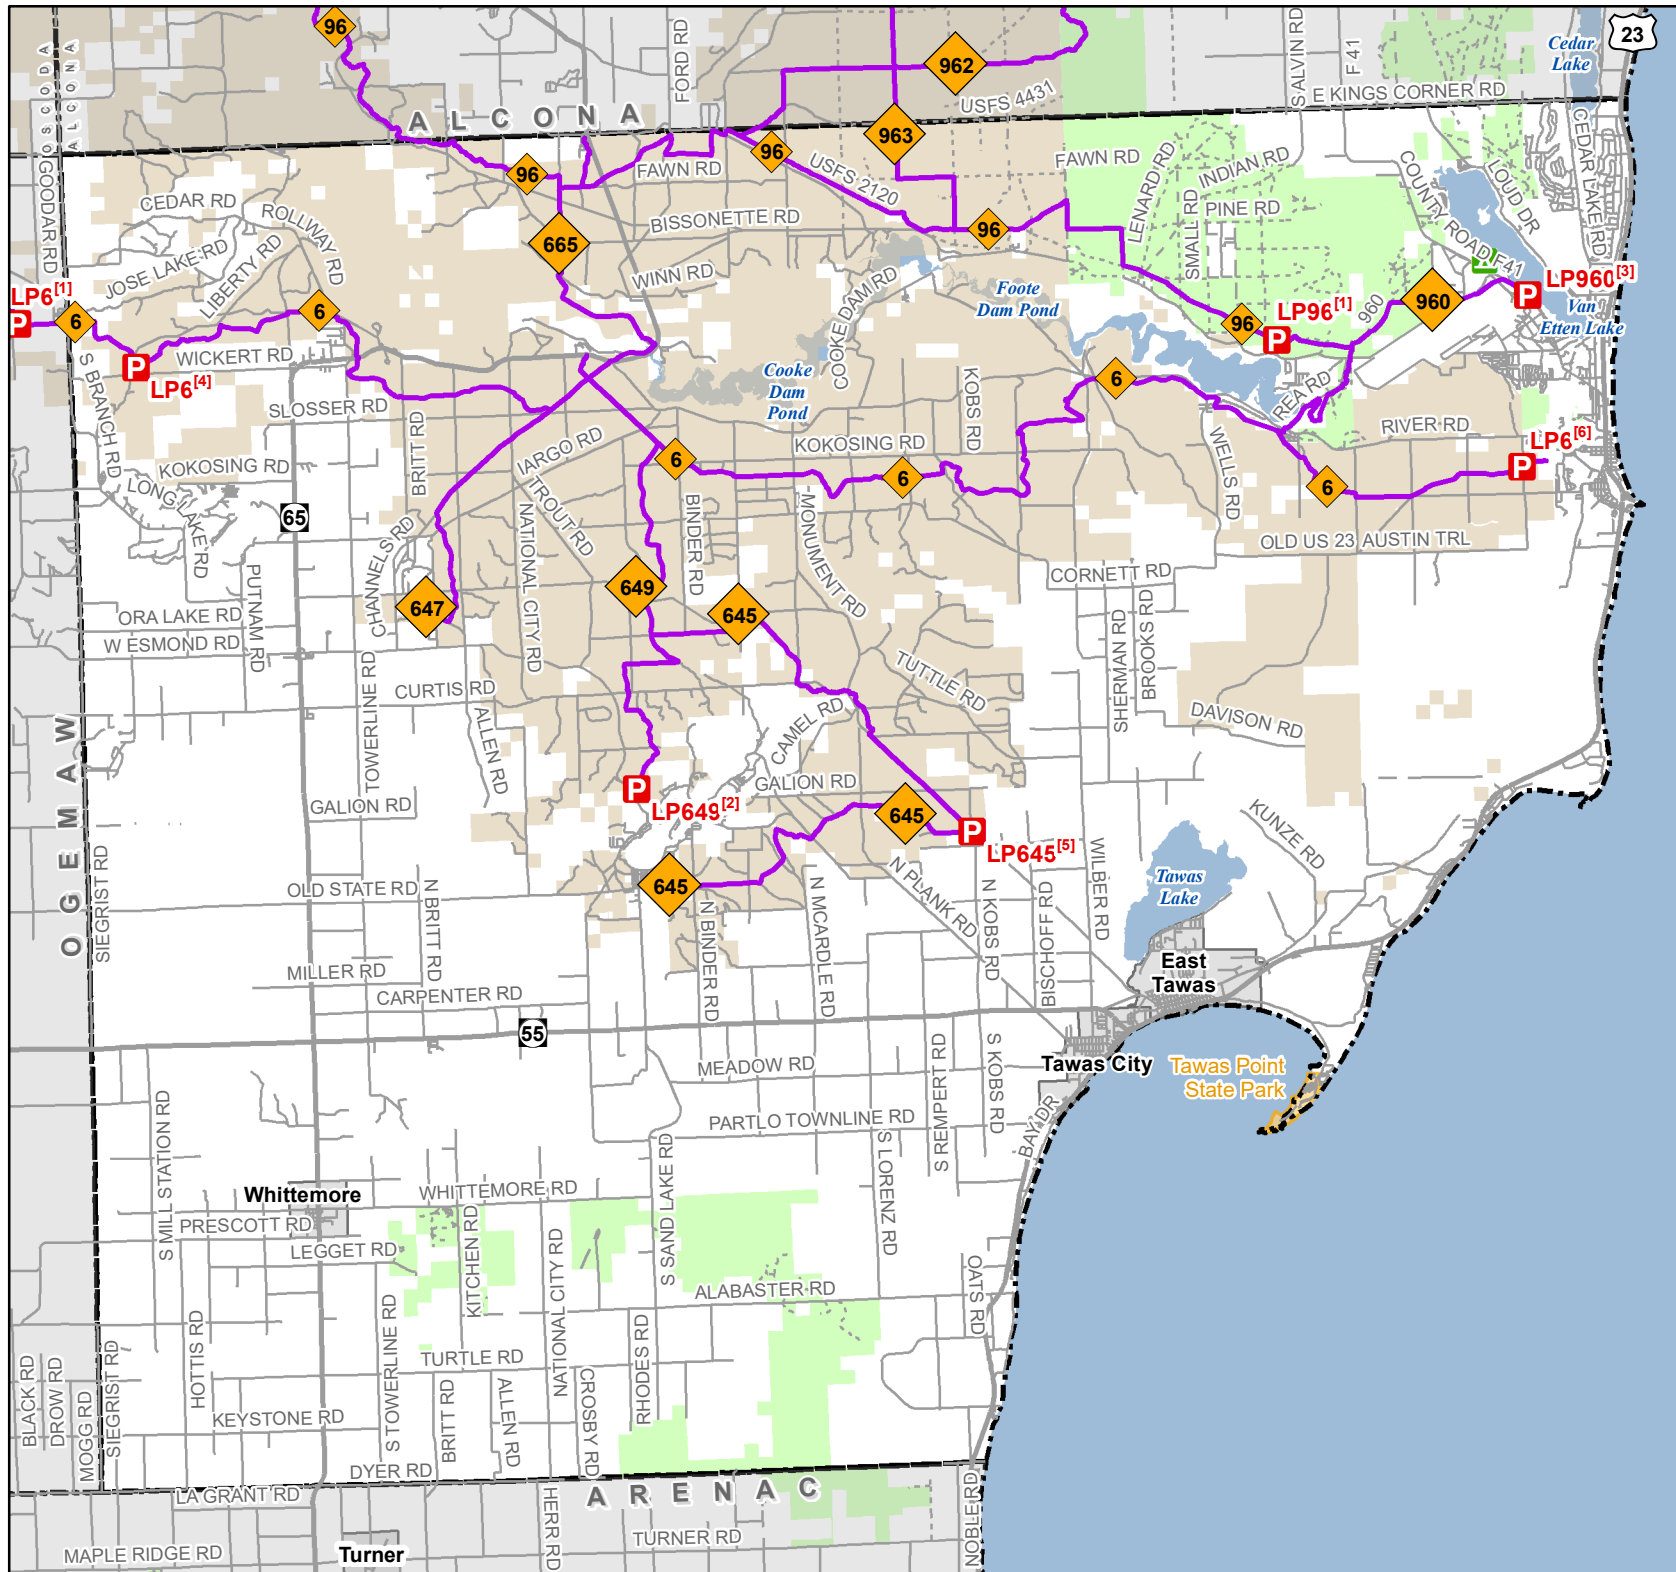 96
23
Cedar
Lake
FORD RD
962
S SALVIN RD
F 41
O S C O D A
A L C O N A
USFS 4431
E KINGS CORNER RD
A L C O N A
963
CEDAR LAKE RD
96
96
FAWN RD
USFS 2120
FAWN RD
LENARD RD
INDIAN RD
COUNTY ROAD F41
LOUD DR
CEDAR LAKE RD
GODDARD RD
CEDAR RD
ROLLWAY RD
BISSONETTE RD
SMALL RD
PINE RD
665
96
JOSE LAKE RD
LIBERTY RD
WINN RD
COOKE DAM RD
Foote
Dam Pond
LP6[1]
P
6
6
LP960[3]
P
960
960
Van
Etten Lake
96
LP96[1]
P
S BRANCH RD
WICKERT RD
P
LP6[4]
Cooke
Dam
Pond
KOBS RD
6
REA RD
SLOSSER RD
BRITT RD
IARGO RD
KOKOSING RD
RIVER RD
LP6[6]
P
WELLS RD
KOKOSING RD
LONG LAKE RD
6
6
6
65
TROUT RD
BINDER RD
MONUMENT RD
NATIONAL CITY RD
CHANNELS RD
OLD US 23
AUSTIN TRL
PUTNAM RD
CORNETT RD
649
647
645
ORA LAKE RD
W ESMOND RD
SHERMAN RD
BROOKS RD
TOWERLINE RD
CURTIS RD
TUTTLE RD
ALLEN RD
CAMEL RD
DAVISON RD
O G E M A W
GALION RD
P
LP649[2]
GALION RD
645
P
LP645[5]
KUNZE RD
SIEGRIST RD
OLD STATE RD
N BRITT RD
645
N BINDER RD
N MCARDLE RD
N PLANK RD
N KOBS RD
BISCHOFF RD
WILBER RD
Tawas
Lake
MILLER RD
CARPENTER RD
East
Tawas
55
MEADOW RD
S REMPERT RD
S KOBS RD
Tawas City
Tawas Point
State Park
S MILL STATION RD
PARTLO TOWNLINE RD
BAY DR
S SAND LAKE RD
S LORENZ RD
Whittemore
WHITTEMORE RD
PRESCOTT RD
LEGGET RD
KITCHEN RD
NATIONAL CITY RD
ALABASTER RD
OATS RD
HOTTIS RD
S TOWERLINE RD
RHODES RD
TURTLE RD
BLACK RD
DROW RD
MOGG RD
SIEGRIST RD
KEYSTONE RD
BRITT RD
ALLEN RD
CROSBY RD
DYER RD
LA GRANT RD
A R E N A C
HERR RD
NOBLE RD
MAPLE RIDGE RD
Turner
TURNER RD